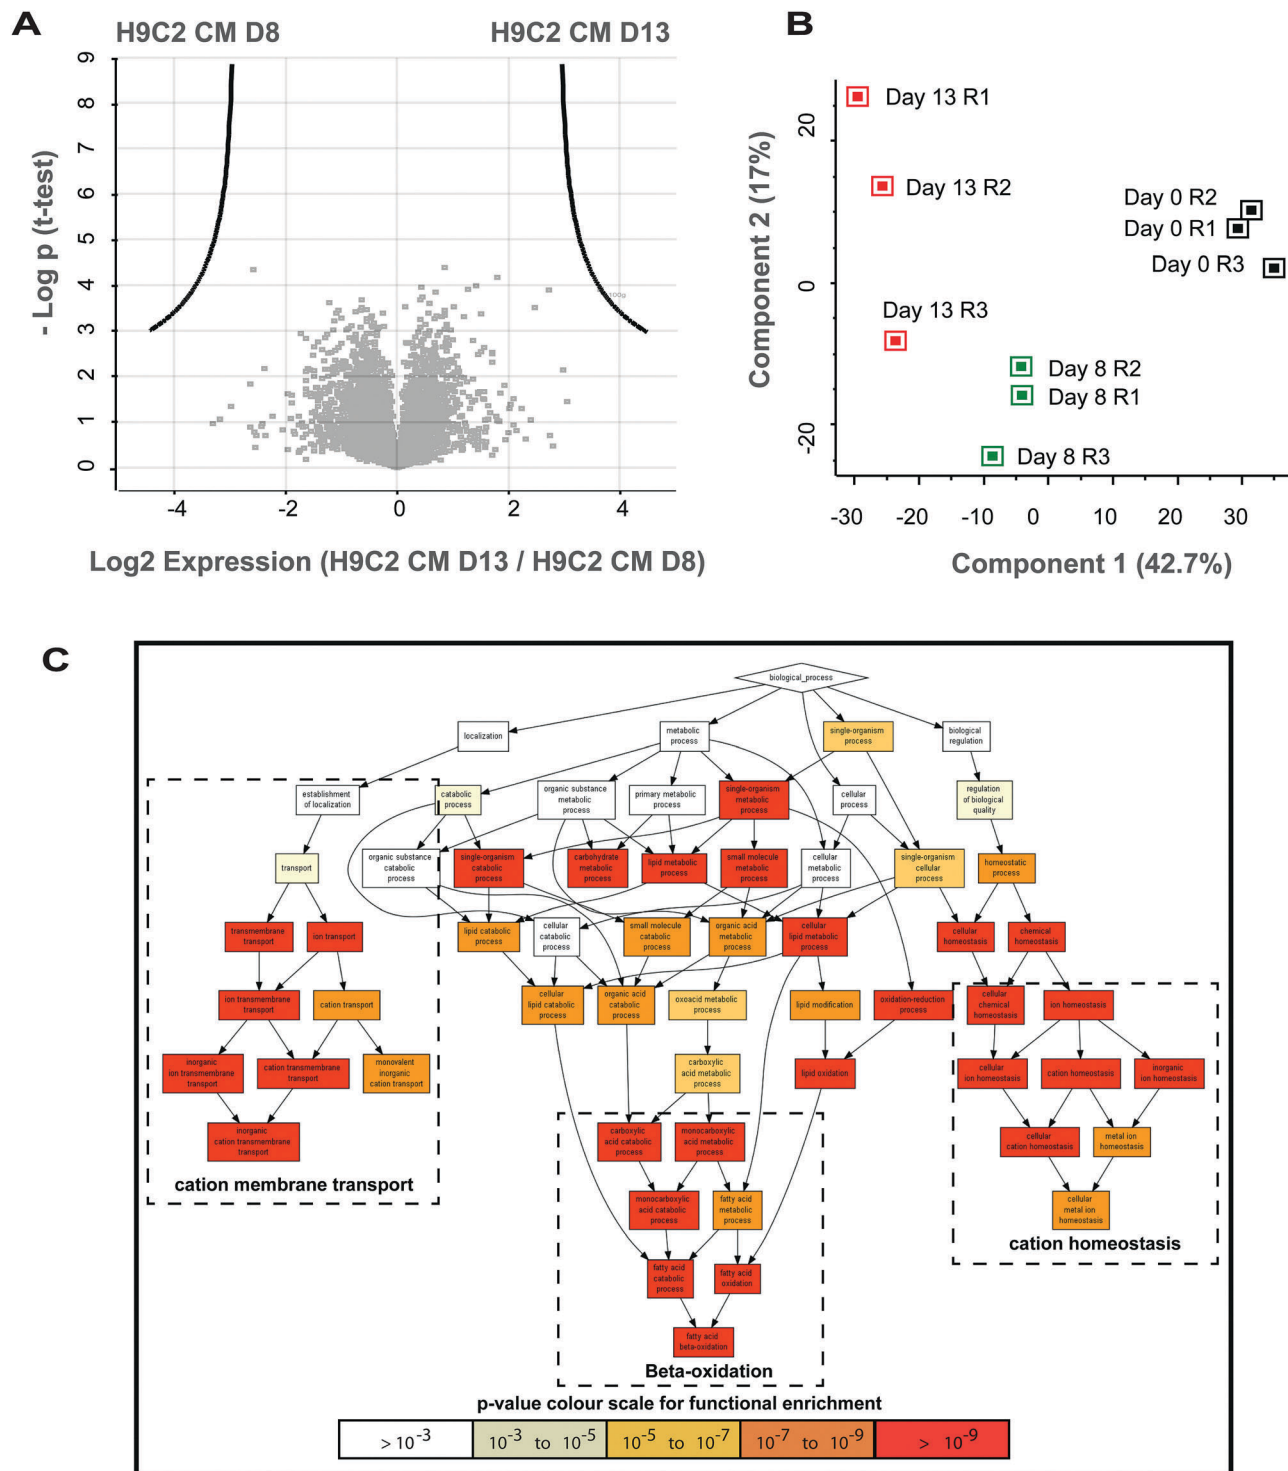 A
H9C2 CM D8
H9C2 CM D13
- Log p (t-test)
9
8
7
6
5
4
3
2
1
0
-4
-2
0
2
4
Log2 Expression (H9C2 CM D13 / H9C2 CM D8)
B
Component 2 (17%)
20
0
-20
Day 13 R1
Day 13 R2
Day 0 R2
Day 0 R1
Day 0 R3
Day 13 R3
Day 8 R2
Day 8 R1
Day 8 R3
-30
-20
-10
0
10
20
30
Component 1 (42.7%)
C
biological_process
localization
metabolic
process
single-organism
process
biological
regulation
establishment
of localization
catabolic
process
organic substance
metabolic
process
primary metabolic
process
single-organism
metabolic
process
cellular
process
regulation
of biological
quality
transport
organic substance
catabolic
process
single-organism
catabolic
process
carbohydrate
metabolic
process
lipid metabolic
process
small molecule
metabolic
process
cellular
metabolic
process
single-organism
cellular
process
homeostatic
process
transmembrane
transport
ion transport
lipid catabolic
process
cellular
catabolic
process
small molecule
catabolic
process
organic acid
metabolic
process
cellular
lipid metabolic
process
cellular
homeostasis
chemical
homeostasis
ion transmembrane
transport
cation transport
cellular
lipid catabolic
process
organic acid
catabolic
process
oxoacid metabolic
process
lipid modification
oxidation-reduction
process
cellular
chemical
homeostasis
ion homeostasis
inorganic
ion transmembrane
transport
cation transmembrane
transport
monovalent
inorganic
cation transport
carboxylic
acid metabolic
process
lipid oxidation
cellular
ion homeostasis
cation homeostasis
inorganic
ion homeostasis
inorganic
cation transmembrane
transport
carboxylic
acid catabolic
process
monocarboxylic
acid metabolic
process
cellular
cation homeostasis
metal ion
homeostasis
cation membrane transport
monocarboxylic
acid catabolic
process
fatty acid
metabolic
process
cellular
metal ion
homeostasis
cation homeostasis
fatty acid
catabolic
process
fatty acid
oxidation
fatty acid
beta-oxidation
Beta-oxidation
p-value colour scale for functional enrichment
> 10⁻³
10⁻³ to 10⁻⁵
10⁻⁵ to 10⁻⁷
10⁻⁷ to 10⁻⁹
> 10⁻⁹